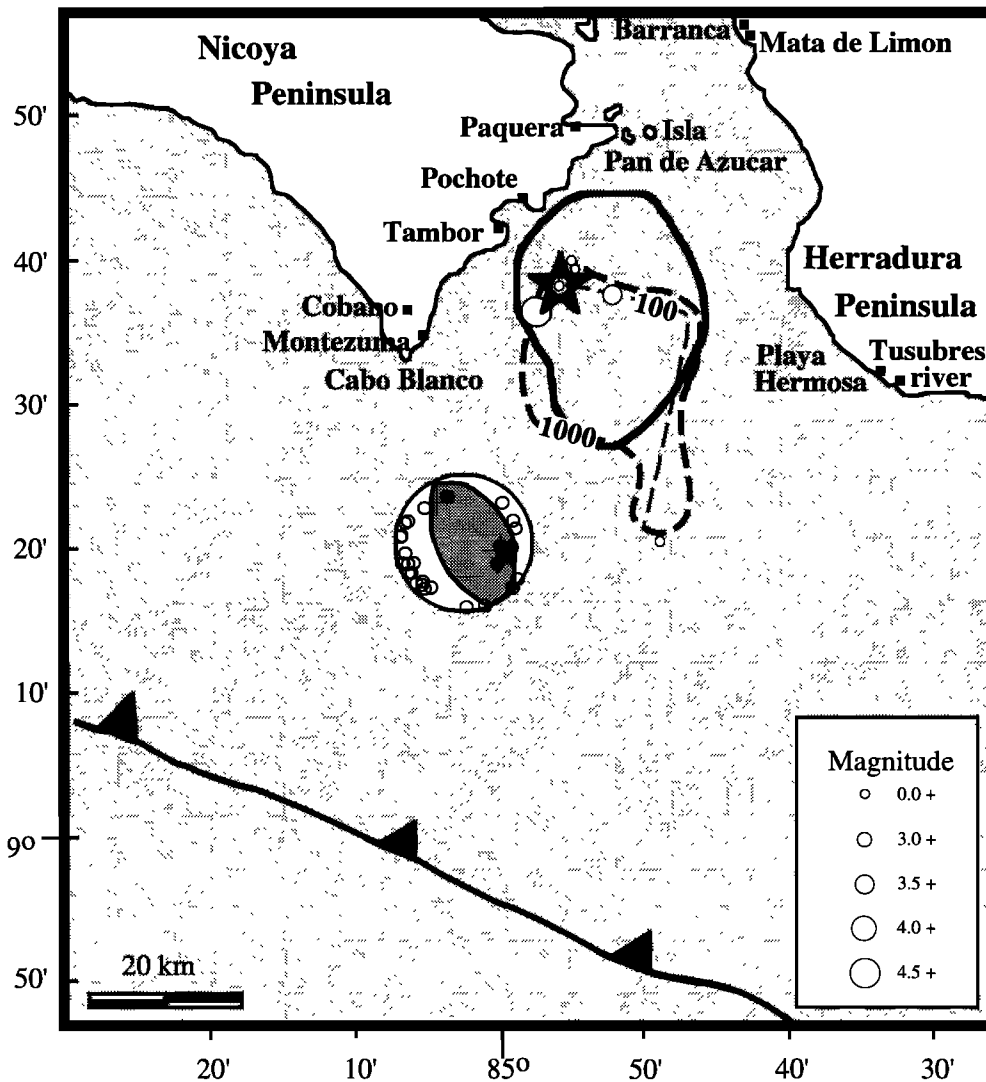 Nicoya
Peninsula
Barranca
Mata de Limon
50'
Paquera
Isla
Pan de Azucar
Pochote
Tambor
40'
Herradura
Peninsula
100
Cobano
Montezuma
Cabo Blanco
Playa
Hermosa
Tusubres
river
30'
1000
20'
10'
9º
50'
20 km
Magnitude
0.0 +
3.0 +
3.5 +
4.0 +
4.5 +
20'
10'
85º
50'
40'
30'